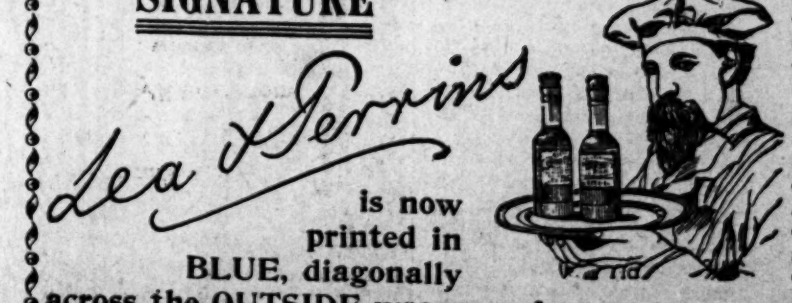 SIGNATURE
Lea & Perrins
is now
printed in
BLUE, diagonally
across the OUTSIDE